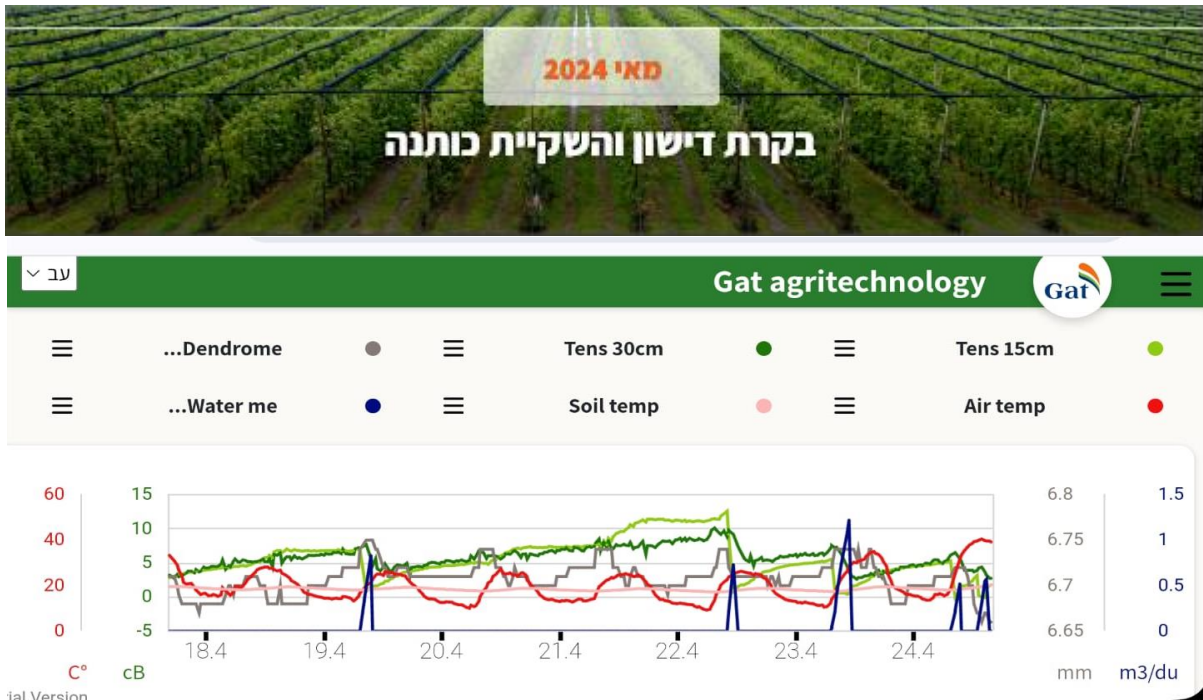 מאי 2024
בקרת דישון והשקיית כותנה
עב
Gat agritechnology
Gat
...Dendrome
Tens 30cm
Tens 15cm
...Water me
Soil temp
Air temp
60 15 6.8 1.5
40 10 6.75 1
5
20 0 6.7 0.5
0 -5 6.65 0
18.4 19.4 20.4 21.4 22.4 23.4 24.4
C° cB mm m3/du
ial Version